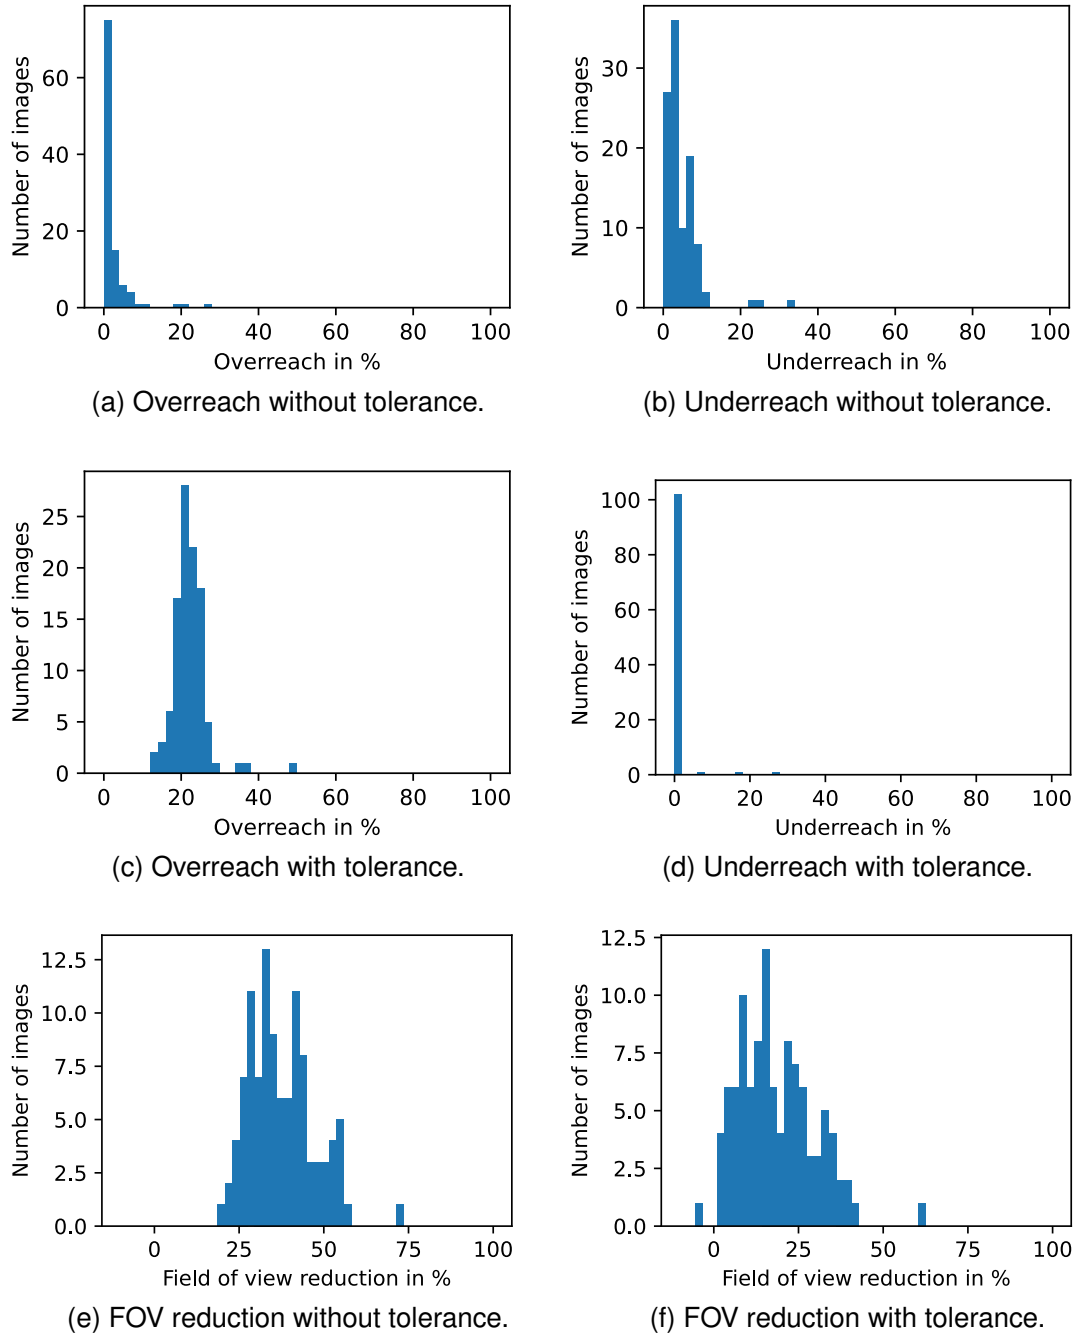 60
40
20
0
Number of images
0 20 40 60 80 100
Overreach in %
(a) Overreach without tolerance.
30
20
10
0
Number of images
0 20 40 60 80 100
Underreach in %
(b) Underreach without tolerance.
25
20
15
10
5
0
Number of images
0 20 40 60 80 100
Overreach in %
(c) Overreach with tolerance.
100
80
60
40
20
0
Number of images
0 20 40 60 80 100
Underreach in %
(d) Underreach with tolerance.
12.5
10.0
7.5
5.0
2.5
0.0
Number of images
0 25 50 75 100
Field of view reduction in %
(e) FOV reduction without tolerance.
12.5
10.0
7.5
5.0
2.5
0.0
Number of images
0 25 50 75 100
Field of view reduction in %
(f) FOV reduction with tolerance.